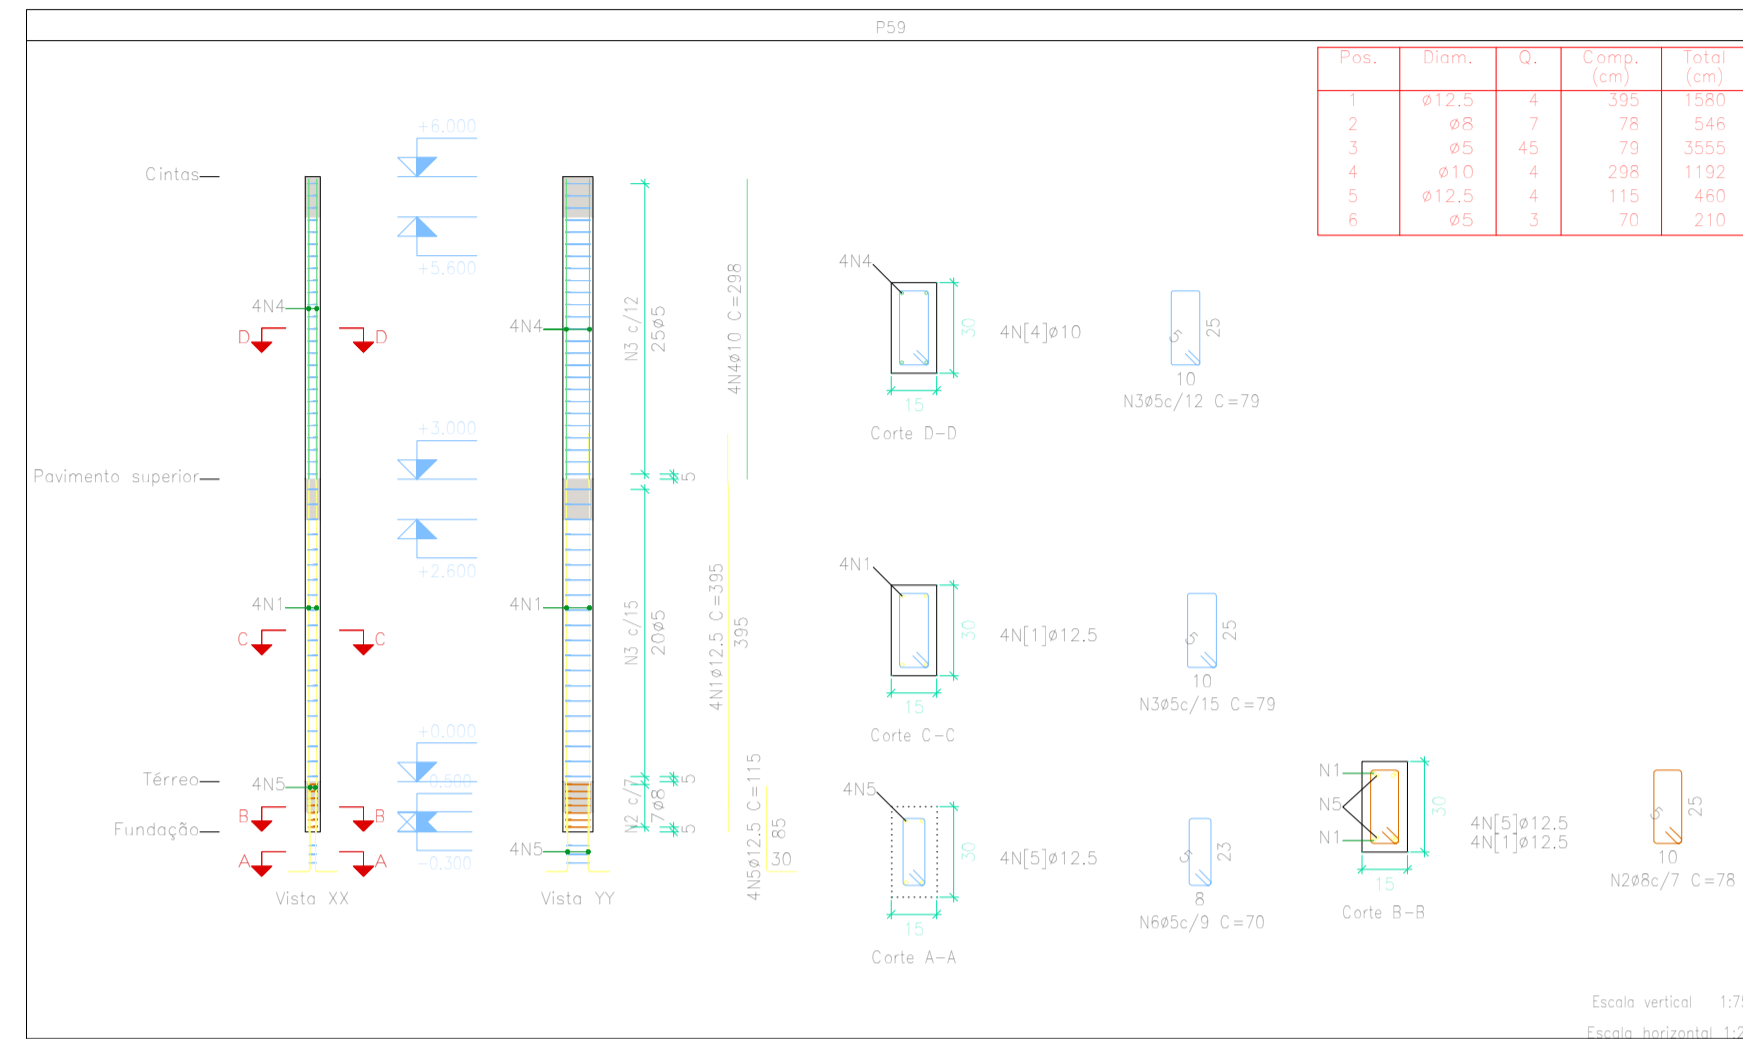 P59
Pos. Diam. Q. Comp. (cm) Total (cm)
1 ø12.5 4 395 1580
2 ø8 7 78 546
3 ø5 45 79 3555
4 ø10 4 298 1192
5 ø12.5 4 115 460
6 ø5 3 70 210
Cintas
+6.000
+5.600
4N4
D D
4N4
N3 c/12
25ø5
4N4ø10 C=298
4N4
30
15
4N[4]ø10
Corte D-D
5
25
10
N3ø5c/12 C=79
Pavimento superior
+3.000
+2.600
5
4N1
C C
4N1
N3 c/15
20ø5
4N1ø12.5 C=395
395
4N1
30
15
4N[1]ø12.5
Corte C-C
5
25
10
N3ø5c/15 C=79
Térreo
+0.000
4N5
B B
Fundação
-0.300
A A
Vista XX
5
N2 c/7
7ø8
5
4N5
Vista YY
4N5ø12.5 C=115
85
30
4N5
30
15
4N[5]ø12.5
Corte A-A
5
23
8
N6ø5c/9 C=70
N1
N5
N1
30
15
4N[5]ø12.5
4N[1]ø12.5
Corte B-B
5
25
10
N2ø8c/7 C=78
Escala vertical 1:75
Escala horizontal 1:2